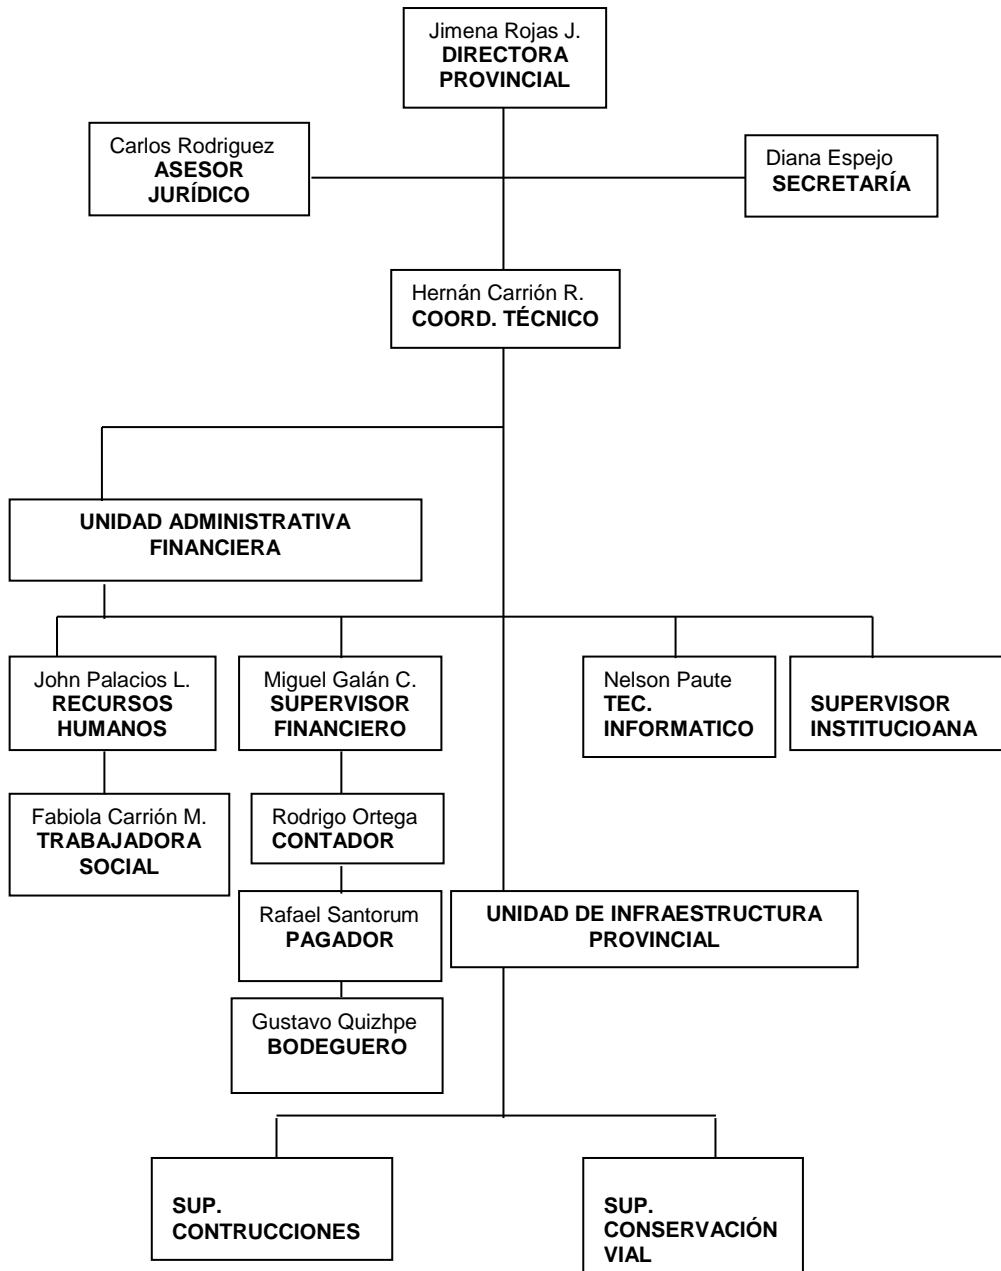 Jimena Rojas J.
DIRECTORA
PROVINCIAL
Carlos Rodriguez
ASESOR
JURÍDICO
Diana Espejo
SECRETARÍA
Hernán Carrión R.
COORD. TÉCNICO
UNIDAD ADMINISTRATIVA
FINANCIERA
John Palacios L.
RECURSOS
HUMANOS
Miguel Galán C.
SUPERVISOR
FINANCIERO
Nelson Paute
TEC.
INFORMATICO
SUPERVISOR
INSTITUCIOANA
Fabiola Carrión M.
TRABAJADORA
SOCIAL
Rodrigo Ortega
CONTADOR
Rafael Santorum
PAGADOR
UNIDAD DE INFRAESTRUCTURA
PROVINCIAL
Gustavo Quizhpe
BODEGUERO
SUP.
CONTRUCCIONES
SUP.
CONSERVACIÓN
VIAL